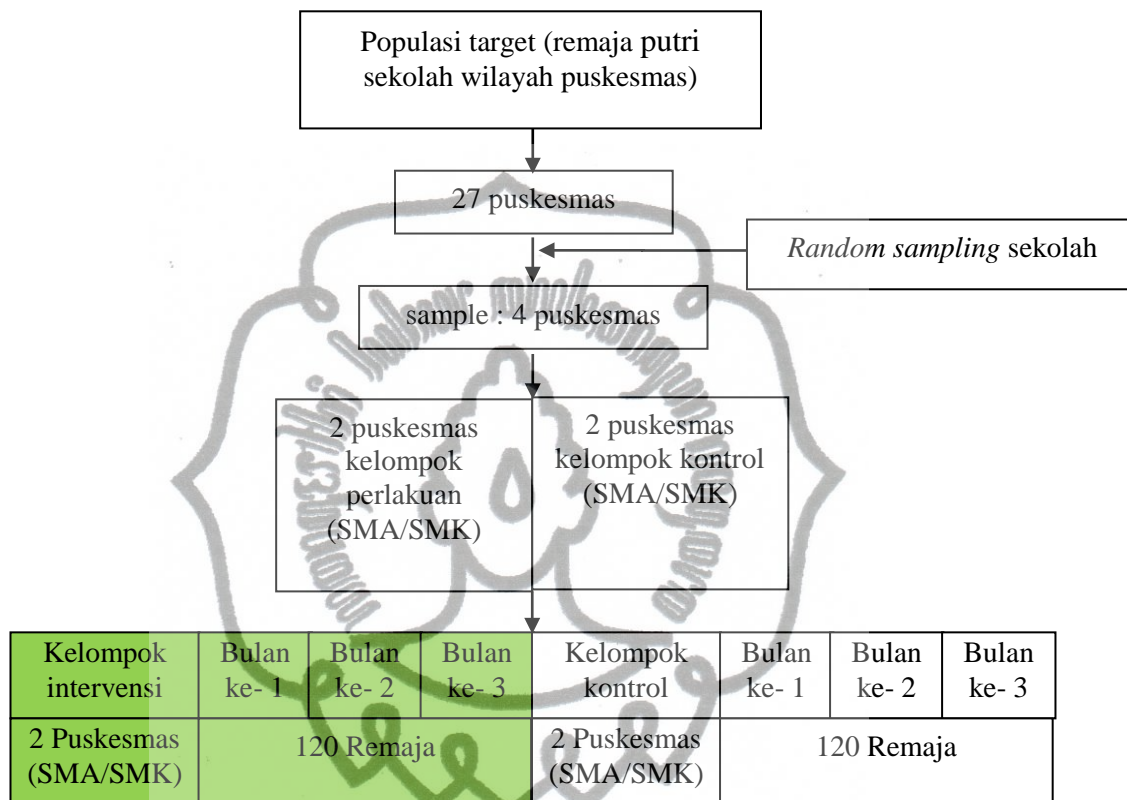 Populasi target (remaja putri
sekolah wilayah puskesmas)
27 puskesmas
Random sampling sekolah
sample : 4 puskesmas
2 puskesmas
kelompok
perlakuan
(SMA/SMK)
2 puskesmas
kelompok kontrol
(SMA/SMK)
Kelompok
intervensi
Bulan
ke- 1
Bulan
ke- 2
Bulan
ke- 3
Kelompok
kontrol
Bulan
ke- 1
Bulan
ke- 2
Bulan
ke- 3
2 Puskesmas
(SMA/SMK)
120 Remaja
2 Puskesmas
(SMA/SMK)
120 Remaja